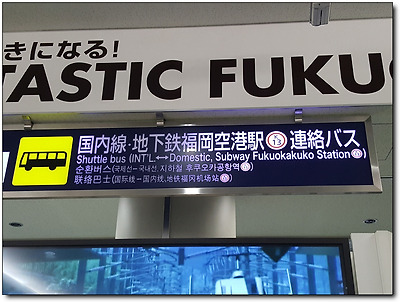 きになる!
TASTIC FUKU
国内線・地下鉄福岡空港駅 連絡バス
Shuttle bus (INT'L↔Domestic, Subway Fukuokakuko Station)
순환버스(국제선↔국내선, 지하철 후쿠오카공항역)
联络巴士(国际线↔国内线, 地铁福冈机场站)